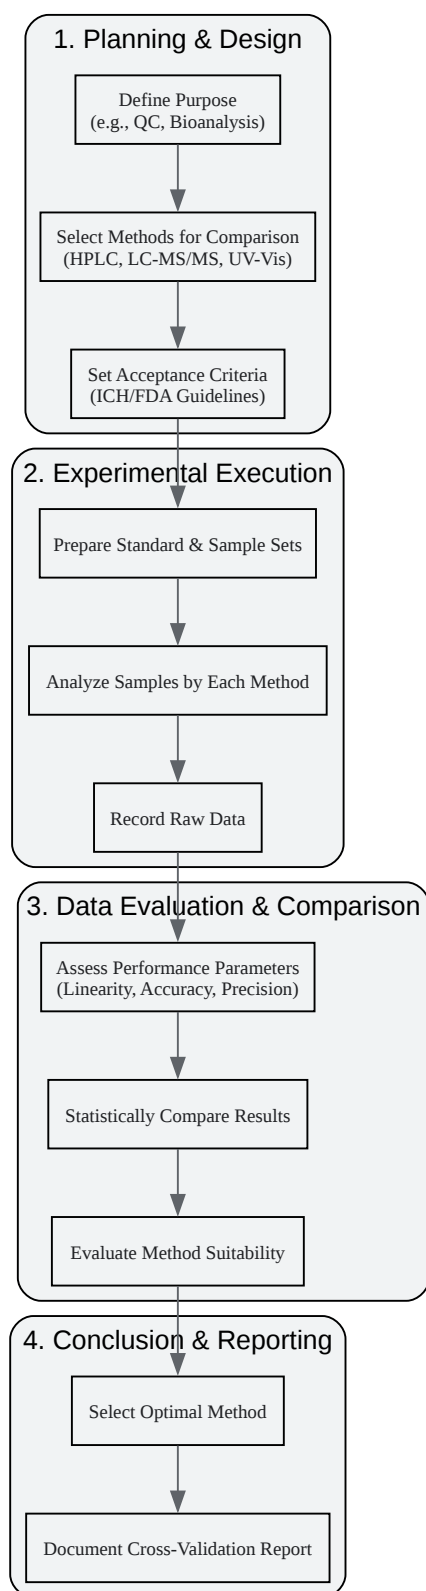 1. Planning & Design
Define Purpose
(e.g., QC, Bioanalysis)
Select Methods for Comparison
(HPLC, LC-MS/MS, UV-Vis)
Set Acceptance Criteria
(ICH/FDA Guidelines)
2. Experimental Execution
Prepare Standard & Sample Sets
Analyze Samples by Each Method
Record Raw Data
3. Data Evaluation & Comparison
Assess Performance Parameters
(Linearity, Accuracy, Precision)
Statistically Compare Results
Evaluate Method Suitability
4. Conclusion & Reporting
Select Optimal Method
Document Cross-Validation Report